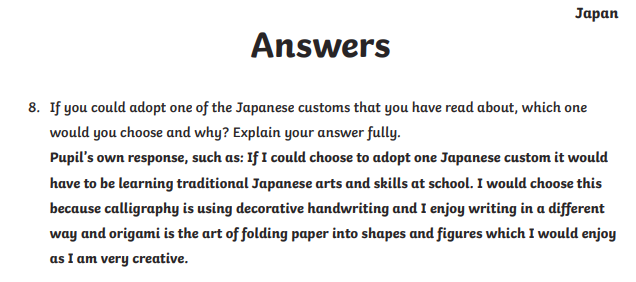 Japan
Answers
8. If you could adopt one of the Japanese customs that you have read about, which one
would you choose and why? Explain your answer fully.
Pupil's own response, such as: If I could choose to adopt one Japanese custom it would
have to be learning traditional Japanese arts and skills at school. I would choose this
because calligraphy is using decorative handwriting and I enjoy writing in a different
way and origami is the art of folding paper into shapes and figures which I would enjoy
as I am very creative.